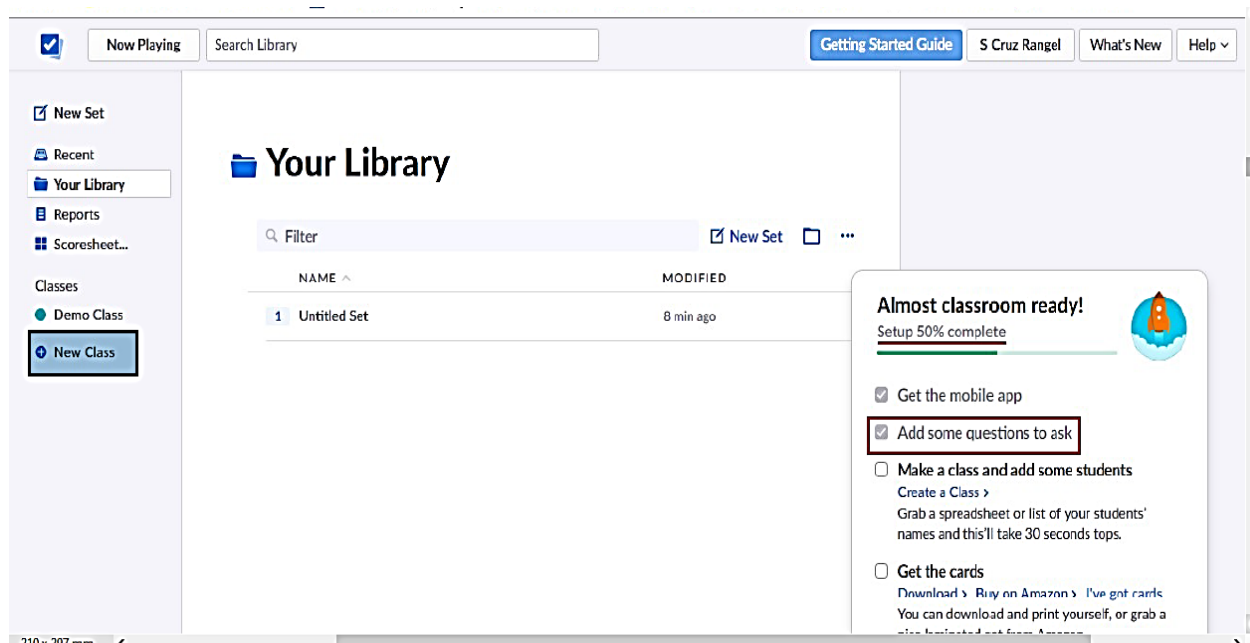 Now Playing
Search Library
Getting Started Guide
S Cruz Rangel
What's New
Help
New Set
Recent
Your Library
Reports
Scoresheet...
Classes
Demo Class
New Class
Your Library
Filter
New Set
...
NAME
MODIFIED
1 Untitled Set
8 min ago
Almost classroom ready!
Setup 50% complete
Get the mobile app
Add some questions to ask
Make a class and add some students
Create a Class >
Grab a spreadsheet or list of your students'
names and this'll take 30 seconds tops.
Get the cards
Download > Buy on Amazon > I've got cards
You can download and print yourself, or grab a